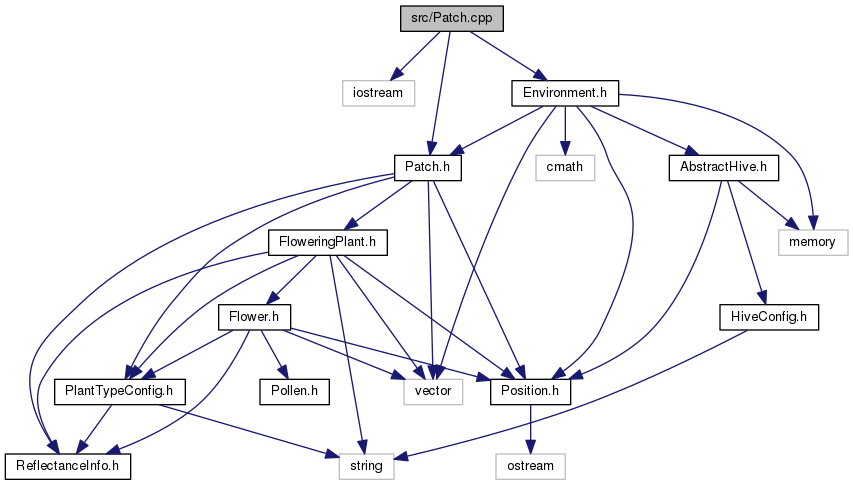 src/Patch.cpp
iostream
Environment.h
Patch.h
cmath
AbstractHive.h
FloweringPlant.h
memory
Flower.h
HiveConfig.h
PlantTypeConfig.h
Pollen.h
vector
Position.h
ReflectanceInfo.h
string
ostream